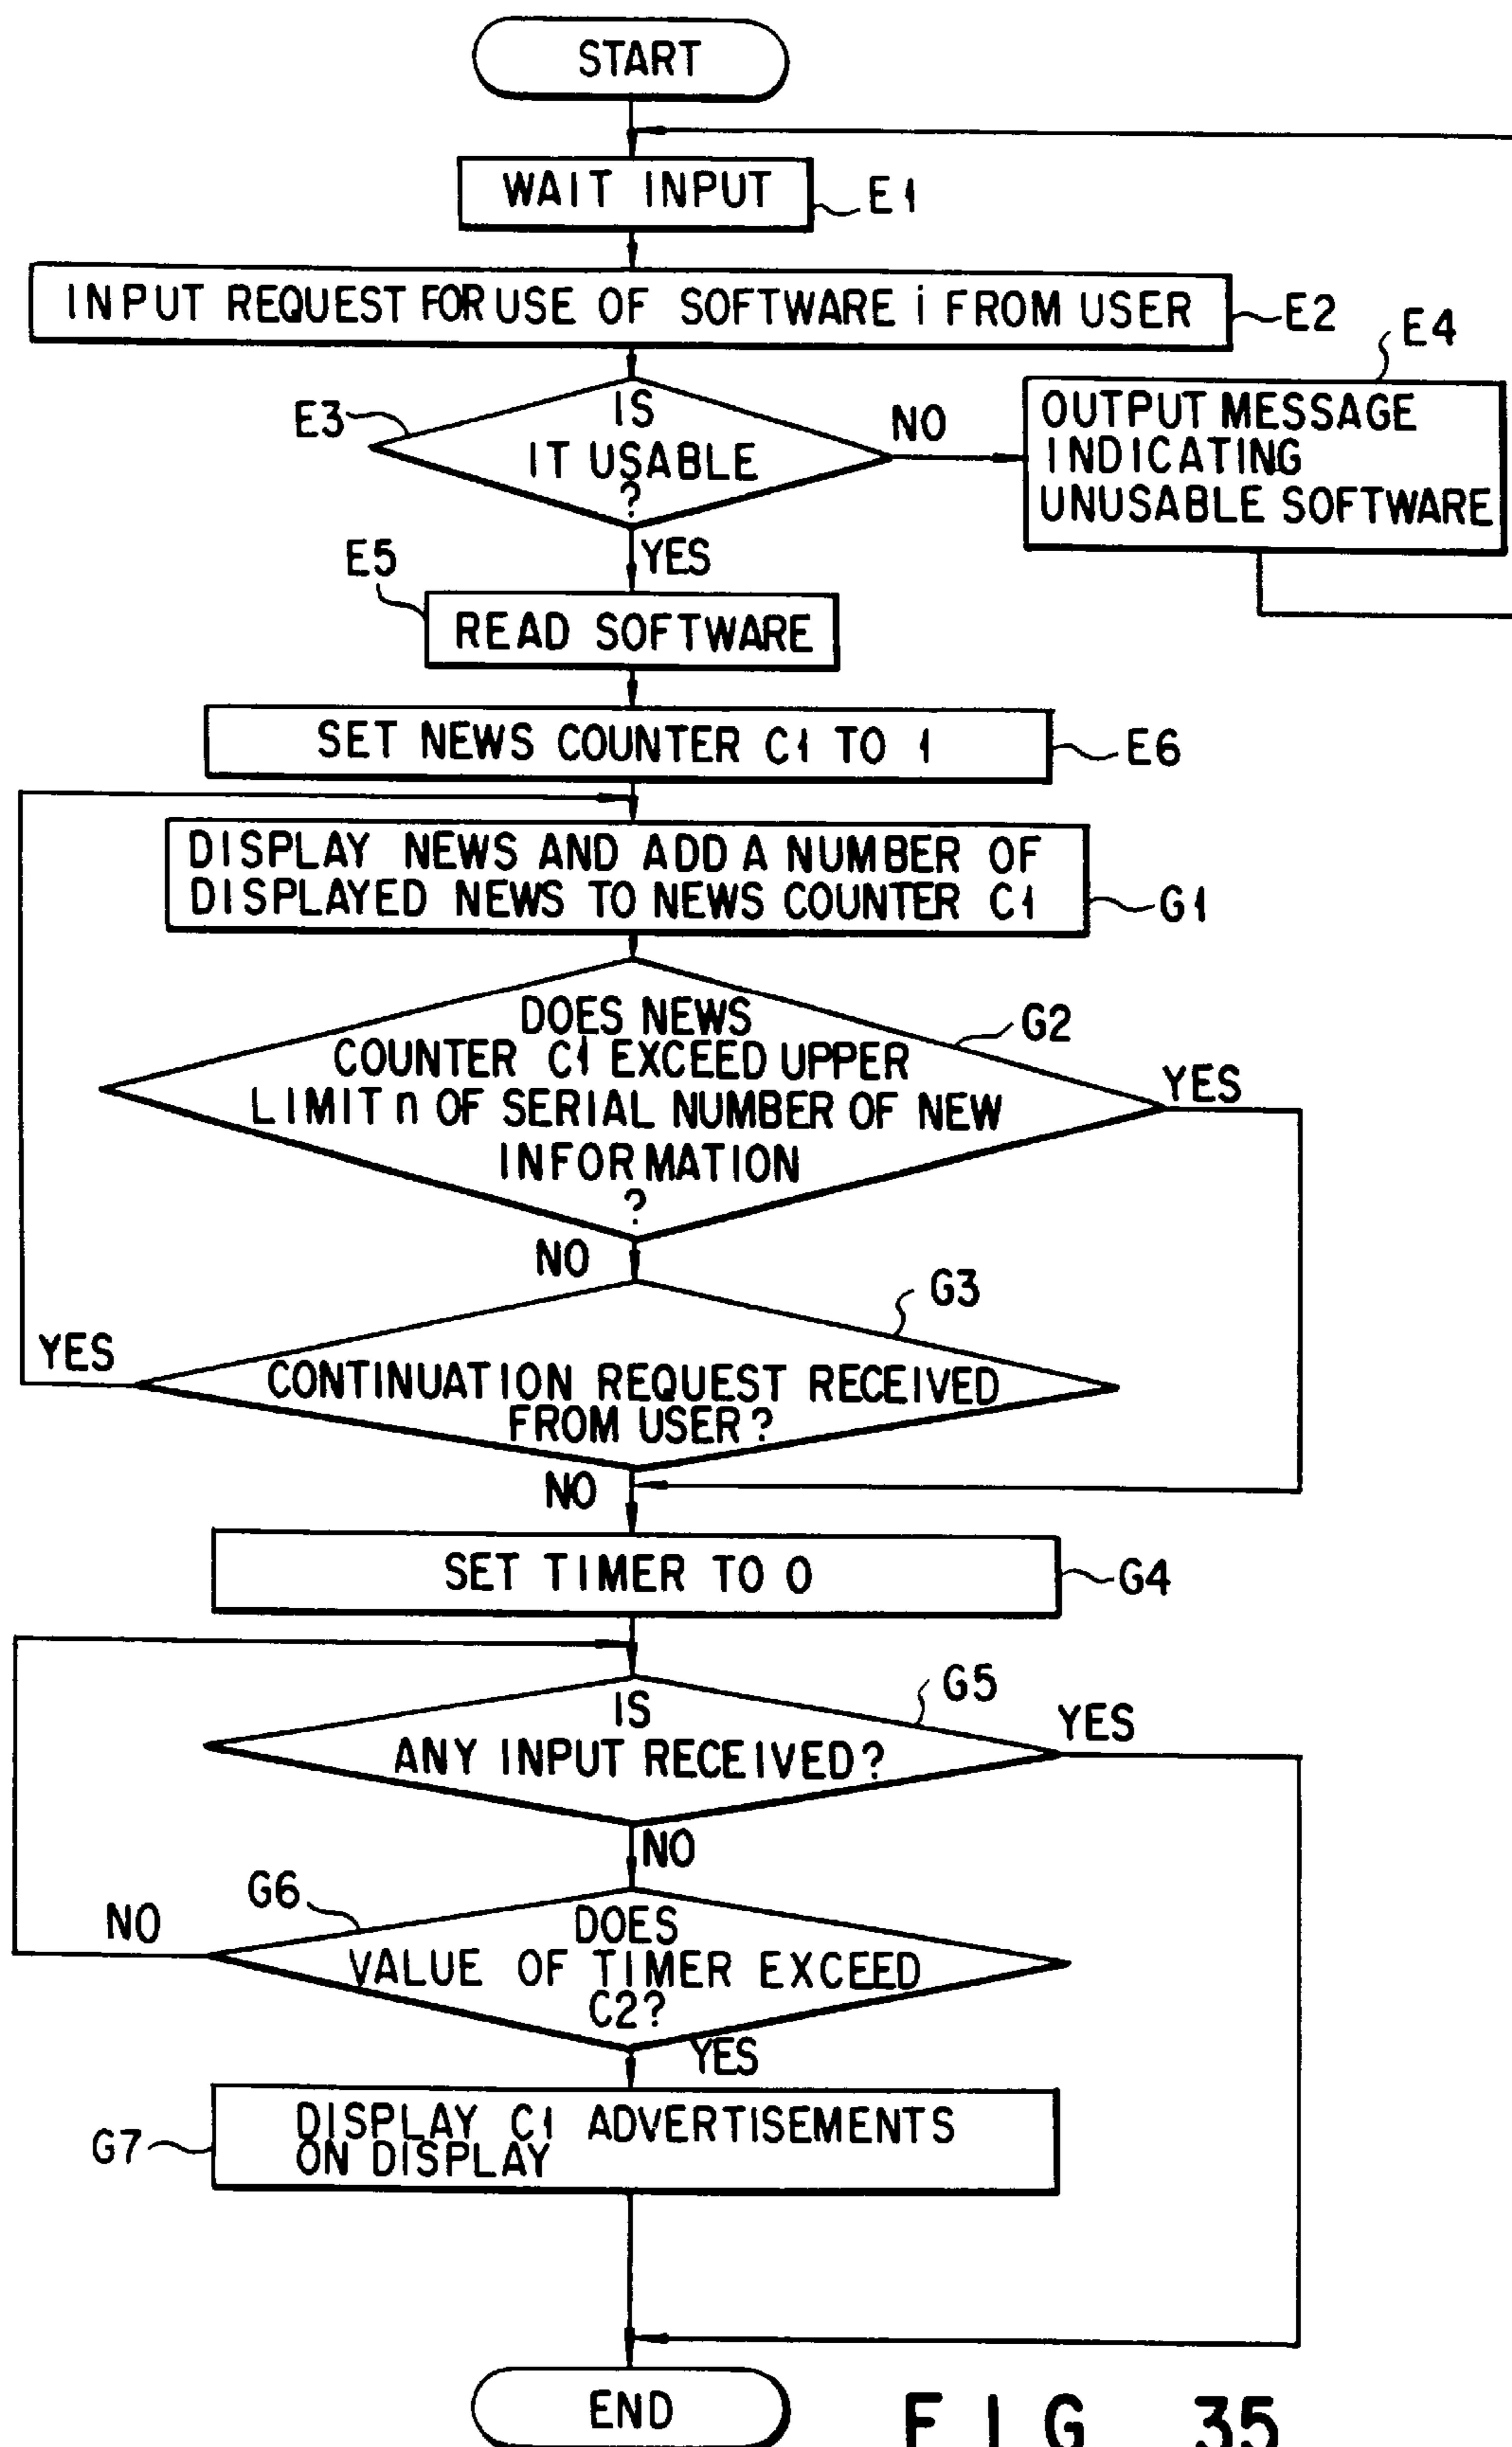 START
WAIT INPUT
E1
INPUT REQUEST FOR USE OF SOFTWARE i FROM USER
E2
E3
IS
IT USABLE
?
NO
E4
OUTPUT MESSAGE
INDICATING
UNUSABLE SOFTWARE
YES
E5
READ SOFTWARE
SET NEWS COUNTER C1 TO 1
E6
DISPLAY NEWS AND ADD A NUMBER OF
DISPLAYED NEWS TO NEWS COUNTER C1
G1
DOES NEWS
COUNTER C1 EXCEED UPPER
LIMIT n OF SERIAL NUMBER OF NEW
INFORMATION
?
G2
YES
NO
G3
YES
CONTINUATION REQUEST RECEIVED
FROM USER?
NO
SET TIMER TO 0
G4
IS
ANY INPUT RECEIVED?
G5
YES
NO
G6
NO
DOES
VALUE OF TIMER EXCEED
C2?
YES
G7
DISPLAY C1 ADVERTISEMENTS
ON DISPLAY
END
FIG 35